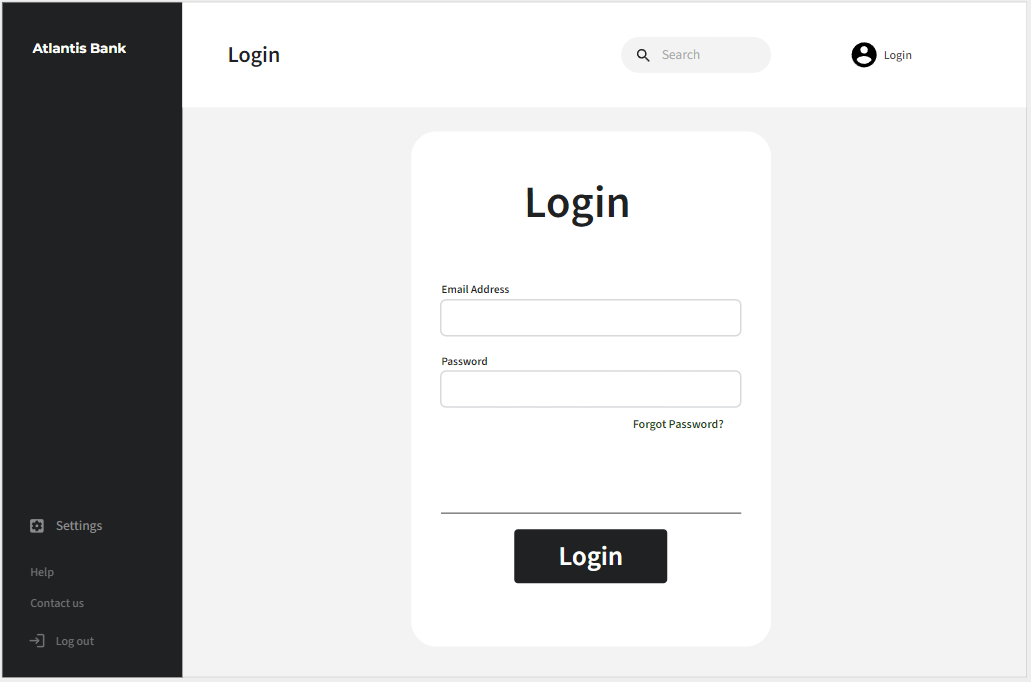 Atlantis Bank
Login
Search
Login
Login
Email Address
Password
Forgot Password?
Login
Settings
Help
Contact us
Log out